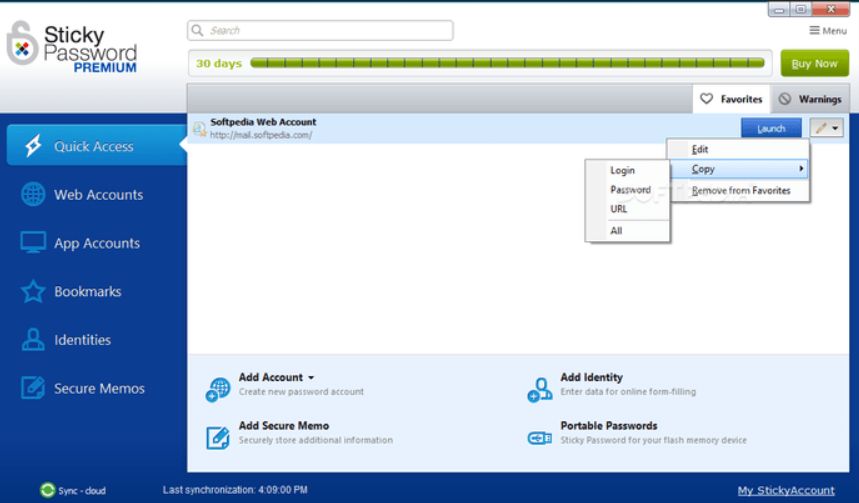 Sticky
Password
PREMIUM
Search
Menu
30 days
Buy Now
Favorites
Warnings
Softpedia Web Account
http://mail.softpedia.com/
Launch
Edit
Copy
Remove from Favorites
Login
Password
URL
All
Quick Access
Web Accounts
App Accounts
Bookmarks
Identities
Secure Memos
Add Account
Create new password account
Add Identity
Enter data for online form-filling
Add Secure Memo
Securely store additional information
Portable Passwords
Sticky Password for your flash memory device
Sync - cloud
Last synchronization: 4:09:00 PM
My StickyAccount